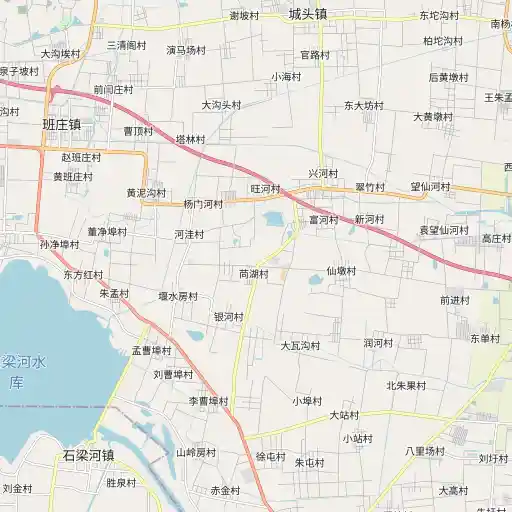 谢坡村
城头镇
东坨沟村
南杨
柏坨沟村
三清阁村
演马场村
官路村
大沟埃村
泉子坡村
小海村
后黄墩村
前闫庄村
王朱孟
大沟头村
东大坊村
沟村
班庄镇
大黄墩村
曹顶村
塔林村
赵班庄村
西
兴河村
黄班庄村
黄泥沟村
旺河村
翠竹村
望仙河村
杨门河村
富河村
新河村
董净埠村
河洼村
袁望仙河村
高庄村
孙净埠村
东方红村
苘湖村
仙墩村
朱孟村
堰水房村
前进村
银河村
东单村
孟曹埠村
大瓦沟村
润河村
梁河水
库
刘曹埠村
北朱果村
李曹埠村
小埠村
大站村
小站村
山岭房村
八里场村
石梁河镇
徐屯村
朱屯村
刘圩村
刘金村
胜泉村
赤金村
大高村